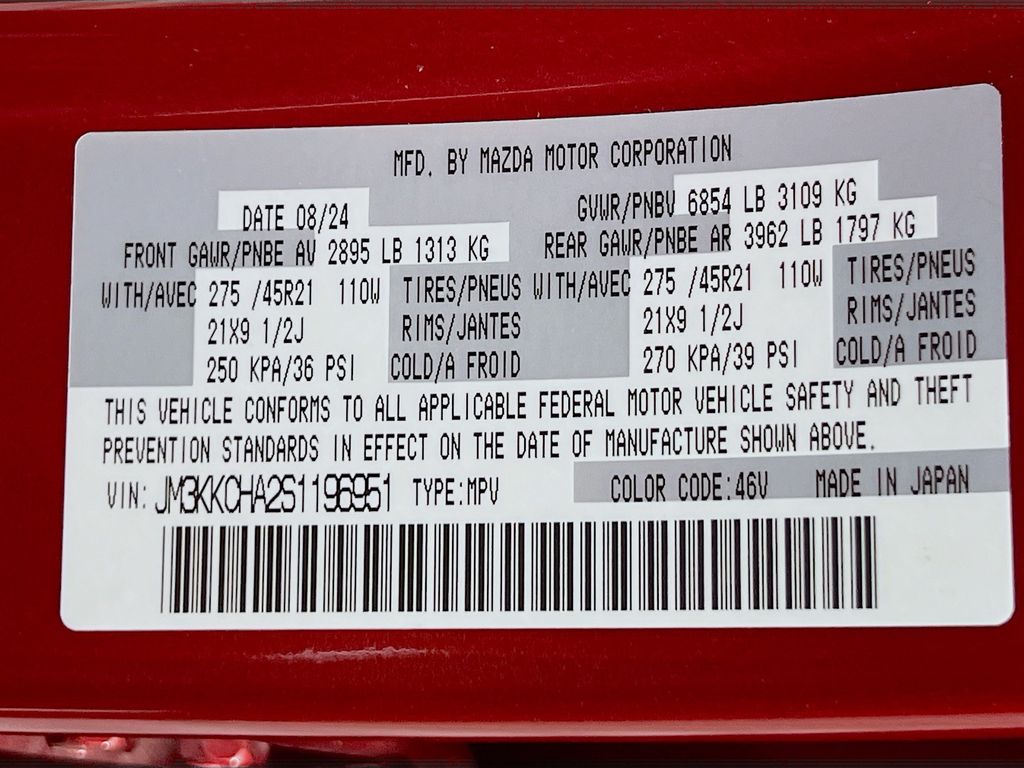 MFD. BY MAZDA MOTOR CORPORATION
DATE 08/24 GVWR/PNBV 6854 LB 3109 KG
FRONT GAWR/PNBE AV 2895 LB 1313 KG REAR GAWR/PNBE AR 3962 LB 1797 KG
WITH/AVEC 275 /45R21 110W TIRES/PNEUS WITH/AVEC 275 /45R21 110W TIRES/PNEUS
21X9 1/2J RIMS/JANTES 21X9 1/2J RIMS/JANTES
250 KPA/36 PSI COLD/A FROID 270 KPA/39 PSI COLD/A FROID
THIS VEHICLE CONFORMS TO ALL APPLICABLE FEDERAL MOTOR VEHICLE SAFETY AND THEFT
PREVENTION STANDARDS IN EFFECT ON THE DATE OF MANUFACTURE SHOWN ABOVE.
VIN: JM3KKCHA2S1196951 TYPE:MPV COLOR CODE:46V MADE IN JAPAN